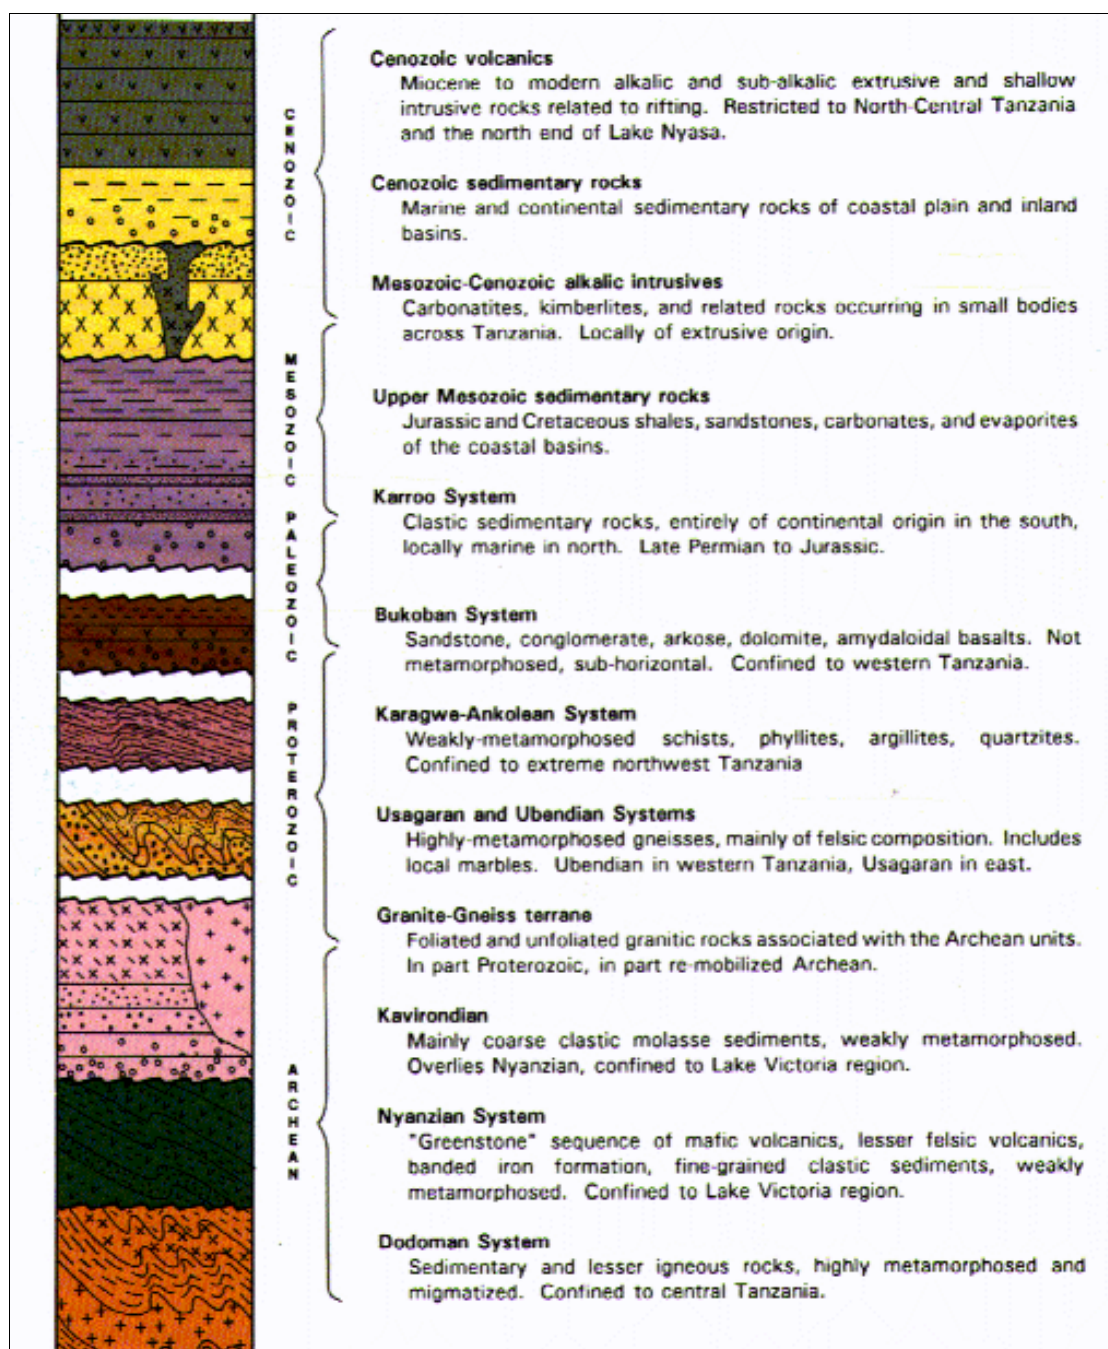 Cenozoic volcanics
Miocene to modern alkalic and sub-alkalic extrusive and shallow
intrusive rocks related to rifting. Restricted to North-Central Tanzania
and the north end of Lake Nyasa.
CENOZOIC
Cenozoic sedimentary rocks
Marine and continental sedimentary rocks of coastal plain and inland
basins.
Mesozoic-Cenozoic alkalic intrusives
Carbonatites, kimberlites, and related rocks occurring in small bodies
across Tanzania. Locally of extrusive origin.
MESOZOIC
Upper Mesozoic sedimentary rocks
Jurassic and Cretaceous shales, sandstones, carbonates, and evaporites
of the coastal basins.
Karroo System
Clastic sedimentary rocks, entirely of continental origin in the south,
locally marine in north. Late Permian to Jurassic.
PALEOZOIC
Bukoban System
Sandstone, conglomerate, arkose, dolomite, amydaloidal basalts. Not
metamorphosed, sub-horizontal. Confined to western Tanzania.
PROTEROZOIC
Karagwe-Ankolean System
Weakly-metamorphosed schists, phyllites, argillites, quartzites.
Confined to extreme northwest Tanzania
Usagaran and Ubendian Systems
Highly-metamorphosed gneisses, mainly of felsic composition. Includes
local marbles. Ubendian in western Tanzania, Usagaran in east.
Granite-Gneiss terrane
Foliated and unfoliated granitic rocks associated with the Archean units.
In part Proterozoic, in part re-mobilized Archean.
Kavirondian
Mainly coarse clastic molasse sediments, weakly metamorphosed.
Overlies Nyanzian, confined to Lake Victoria region.
ARCHEAN
Nyanzian System
"Greenstone" sequence of mafic volcanics, lesser felsic volcanics,
banded iron formation, fine-grained clastic sediments, weakly
metamorphosed. Confined to Lake Victoria region.
Dodoman System
Sedimentary and lesser igneous rocks, highly metamorphosed and
migmatized. Confined to central Tanzania.